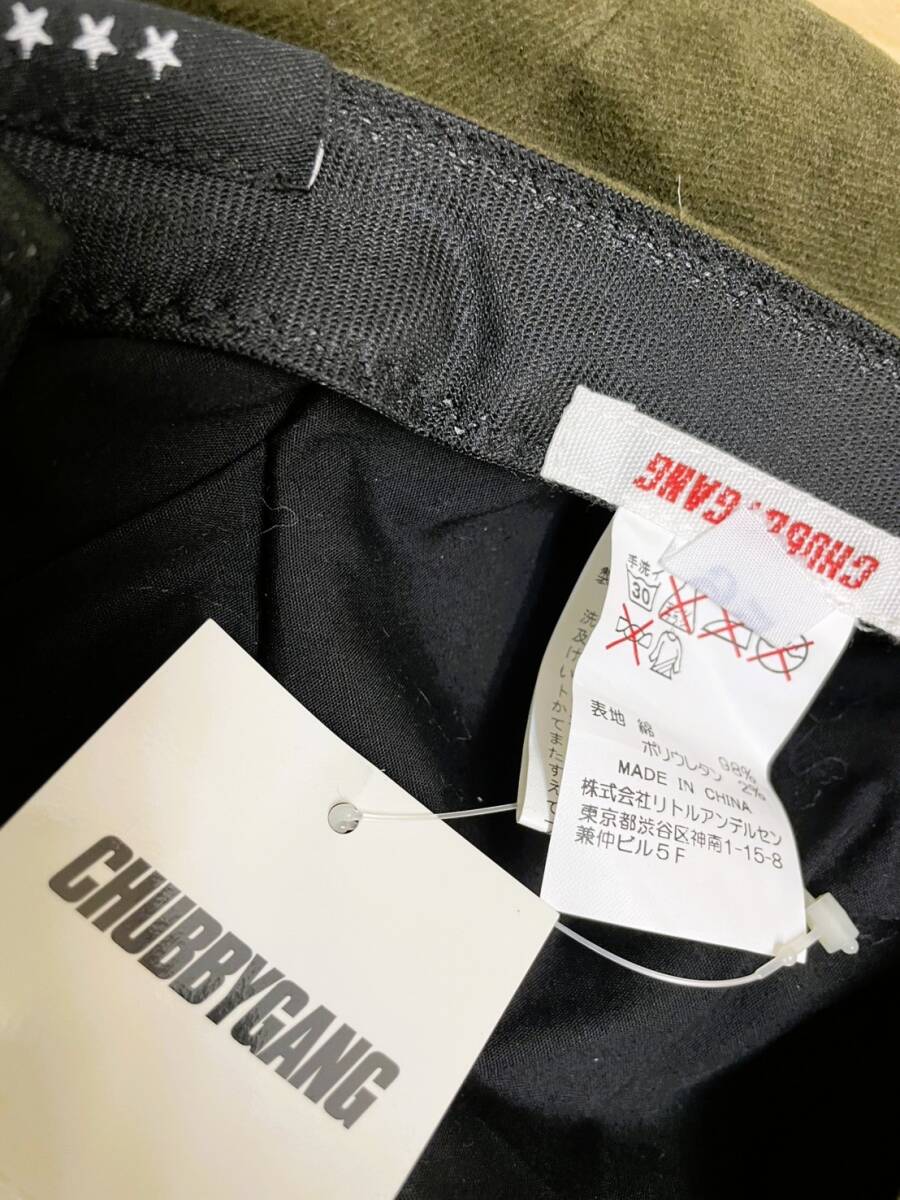 CHUBBYGANG
手洗イ
30
表地 綿 98%
ポリウレタン 2%
MADE IN CHINA
株式会社リトルアンデルセン
東京都渋谷区神南1-15-8
兼仲ビル5F
CHUBBYGANG